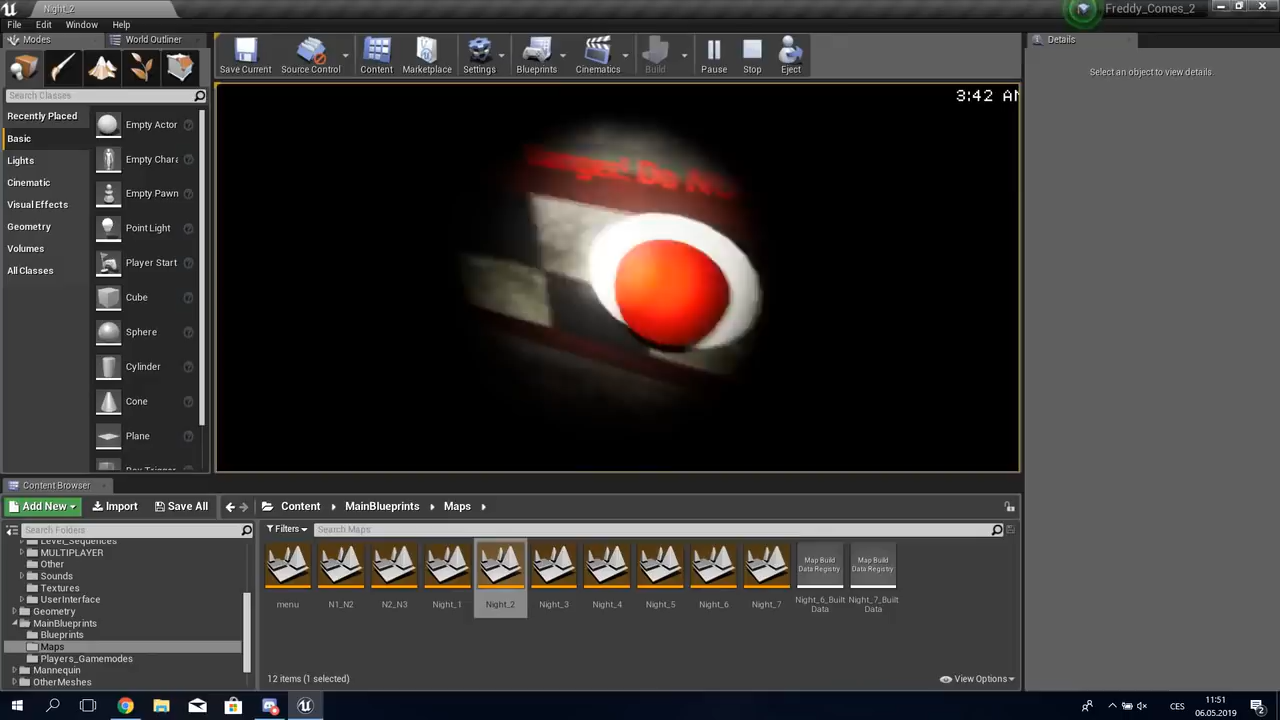 Night_2
Freddy_Comes_2
File Edit Window Help
Modes
World Outliner
Details
Save Current
Source Control
Content
Marketplace
Settings
Blueprints
Cinematics
Build
Pause
Stop
Eject
Select an object to view details.
Search Classes
3:42 AM
Recently Placed
Basic
Lights
Cinematic
Visual Effects
Geometry
Volumes
All Classes
Empty Actor
Empty Chara
Empty Pawn
Point Light
Player Start
Cube
Sphere
Cylinder
Cone
Plane
Do
Content Browser
Add New
Import
Save All
Content
MainBlueprints
Maps
Search Folders
Filters
Search Maps
Level_Sequences
MULTIPLAYER
Other
Sounds
Textures
UserInterface
Geometry
MainBlueprints
Blueprints
Maps
Players_Gamemodes
Mannequin
OtherMeshes
Map Build
Data Registry
Map Build
Data Registry
menu
N1_N2
N2_N3
Night_1
Night_2
Night_3
Night_4
Night_5
Night_6
Night_7
Night_6_Built
Data
Night_7_Built
Data
12 items (1 selected)
View Options
CES
11:51
06.05.2019
2